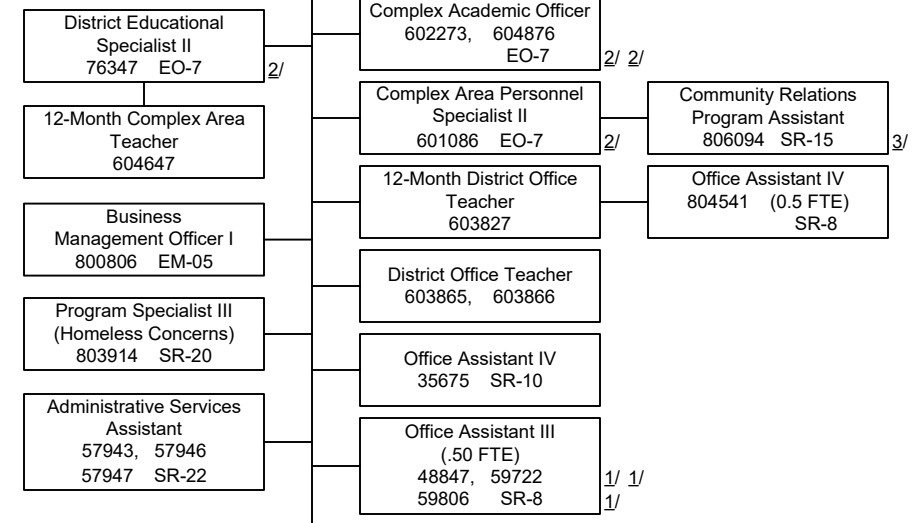 District Educational
Specialist II
76347 EO-7
2/
12-Month Complex Area
Teacher
604647
Business
Management Officer I
800806 EM-05
Program Specialist III
(Homeless Concerns)
803914 SR-20
Administrative Services
Assistant
57943, 57946
57947 SR-22
Complex Academic Officer
602273, 604876
EO-7
2/ 2/
Complex Area Personnel
Specialist II
601086 EO-7
2/
Community Relations
Program Assistant
806094 SR-15
3/
12-Month District Office
Teacher
603827
Office Assistant IV
804541 (0.5 FTE)
SR-8
District Office Teacher
603865, 603866
Office Assistant IV
35675 SR-10
Office Assistant III
(.50 FTE)
48847, 59722
59806 SR-8
1/ 1/
1/